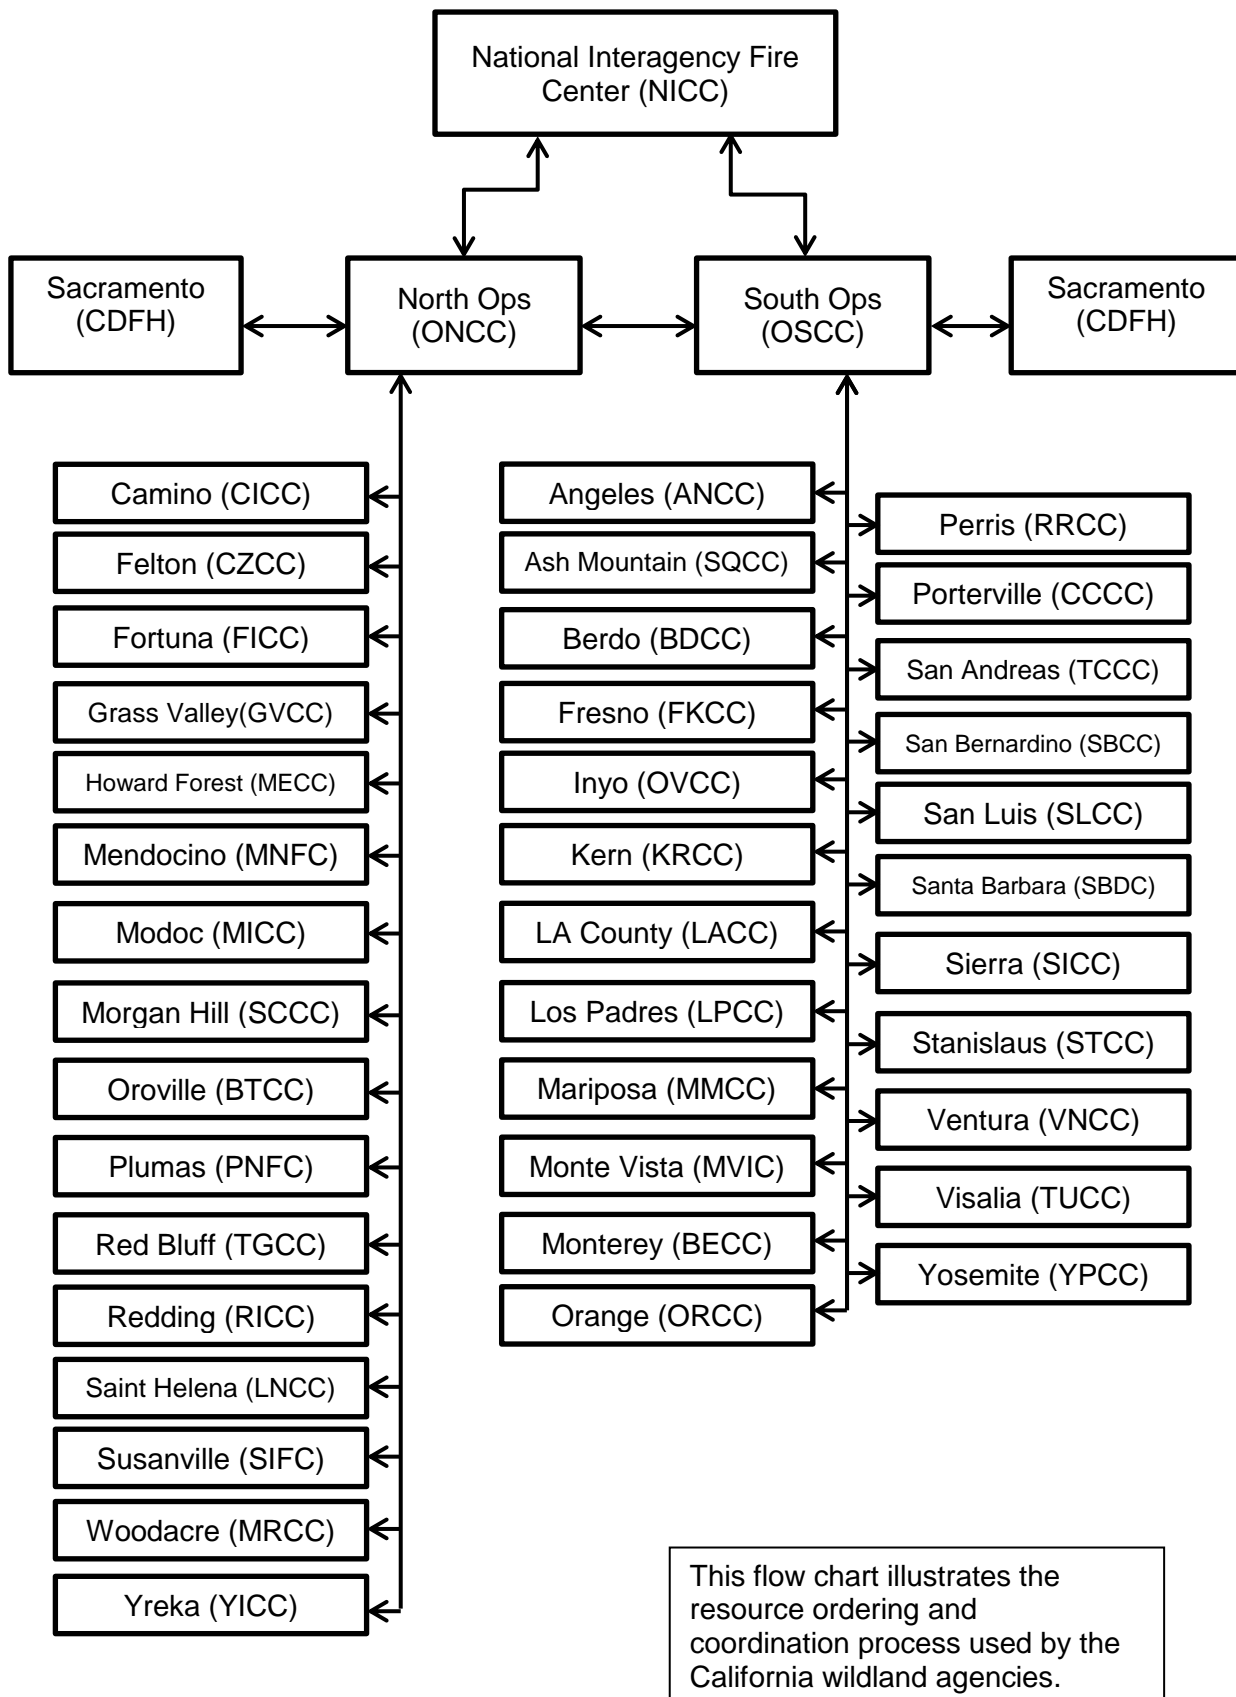 National Interagency Fire
Center (NICC)
Sacramento
(CDFH)
North Ops
(ONCC)
South Ops
(OSCC)
Sacramento
(CDFH)
Camino (CICC)
Felton (CZCC)
Fortuna (FICC)
Grass Valley(GVCC)
Howard Forest (MECC)
Mendocino (MNFC)
Modoc (MICC)
Morgan Hill (SCCC)
Oroville (BTCC)
Plumas (PNFC)
Red Bluff (TGCC)
Redding (RICC)
Saint Helena (LNCC)
Susanville (SIFC)
Woodacre (MRCC)
Yreka (YICC)
Angeles (ANCC)
Ash Mountain (SQCC)
Berdo (BDCC)
Fresno (FKCC)
Inyo (OVCC)
Kern (KRCC)
LA County (LACC)
Los Padres (LPCC)
Mariposa (MMCC)
Monte Vista (MVIC)
Monterey (BECC)
Orange (ORCC)
Perris (RRCC)
Porterville (CCCC)
San Andreas (TCCC)
San Bernardino (SBCC)
San Luis (SLCC)
Santa Barbara (SBDC)
Sierra (SICC)
Stanislaus (STCC)
Ventura (VNCC)
Visalia (TUCC)
Yosemite (YPCC)
This flow chart illustrates the
resource ordering and
coordination process used by the
California wildland agencies.